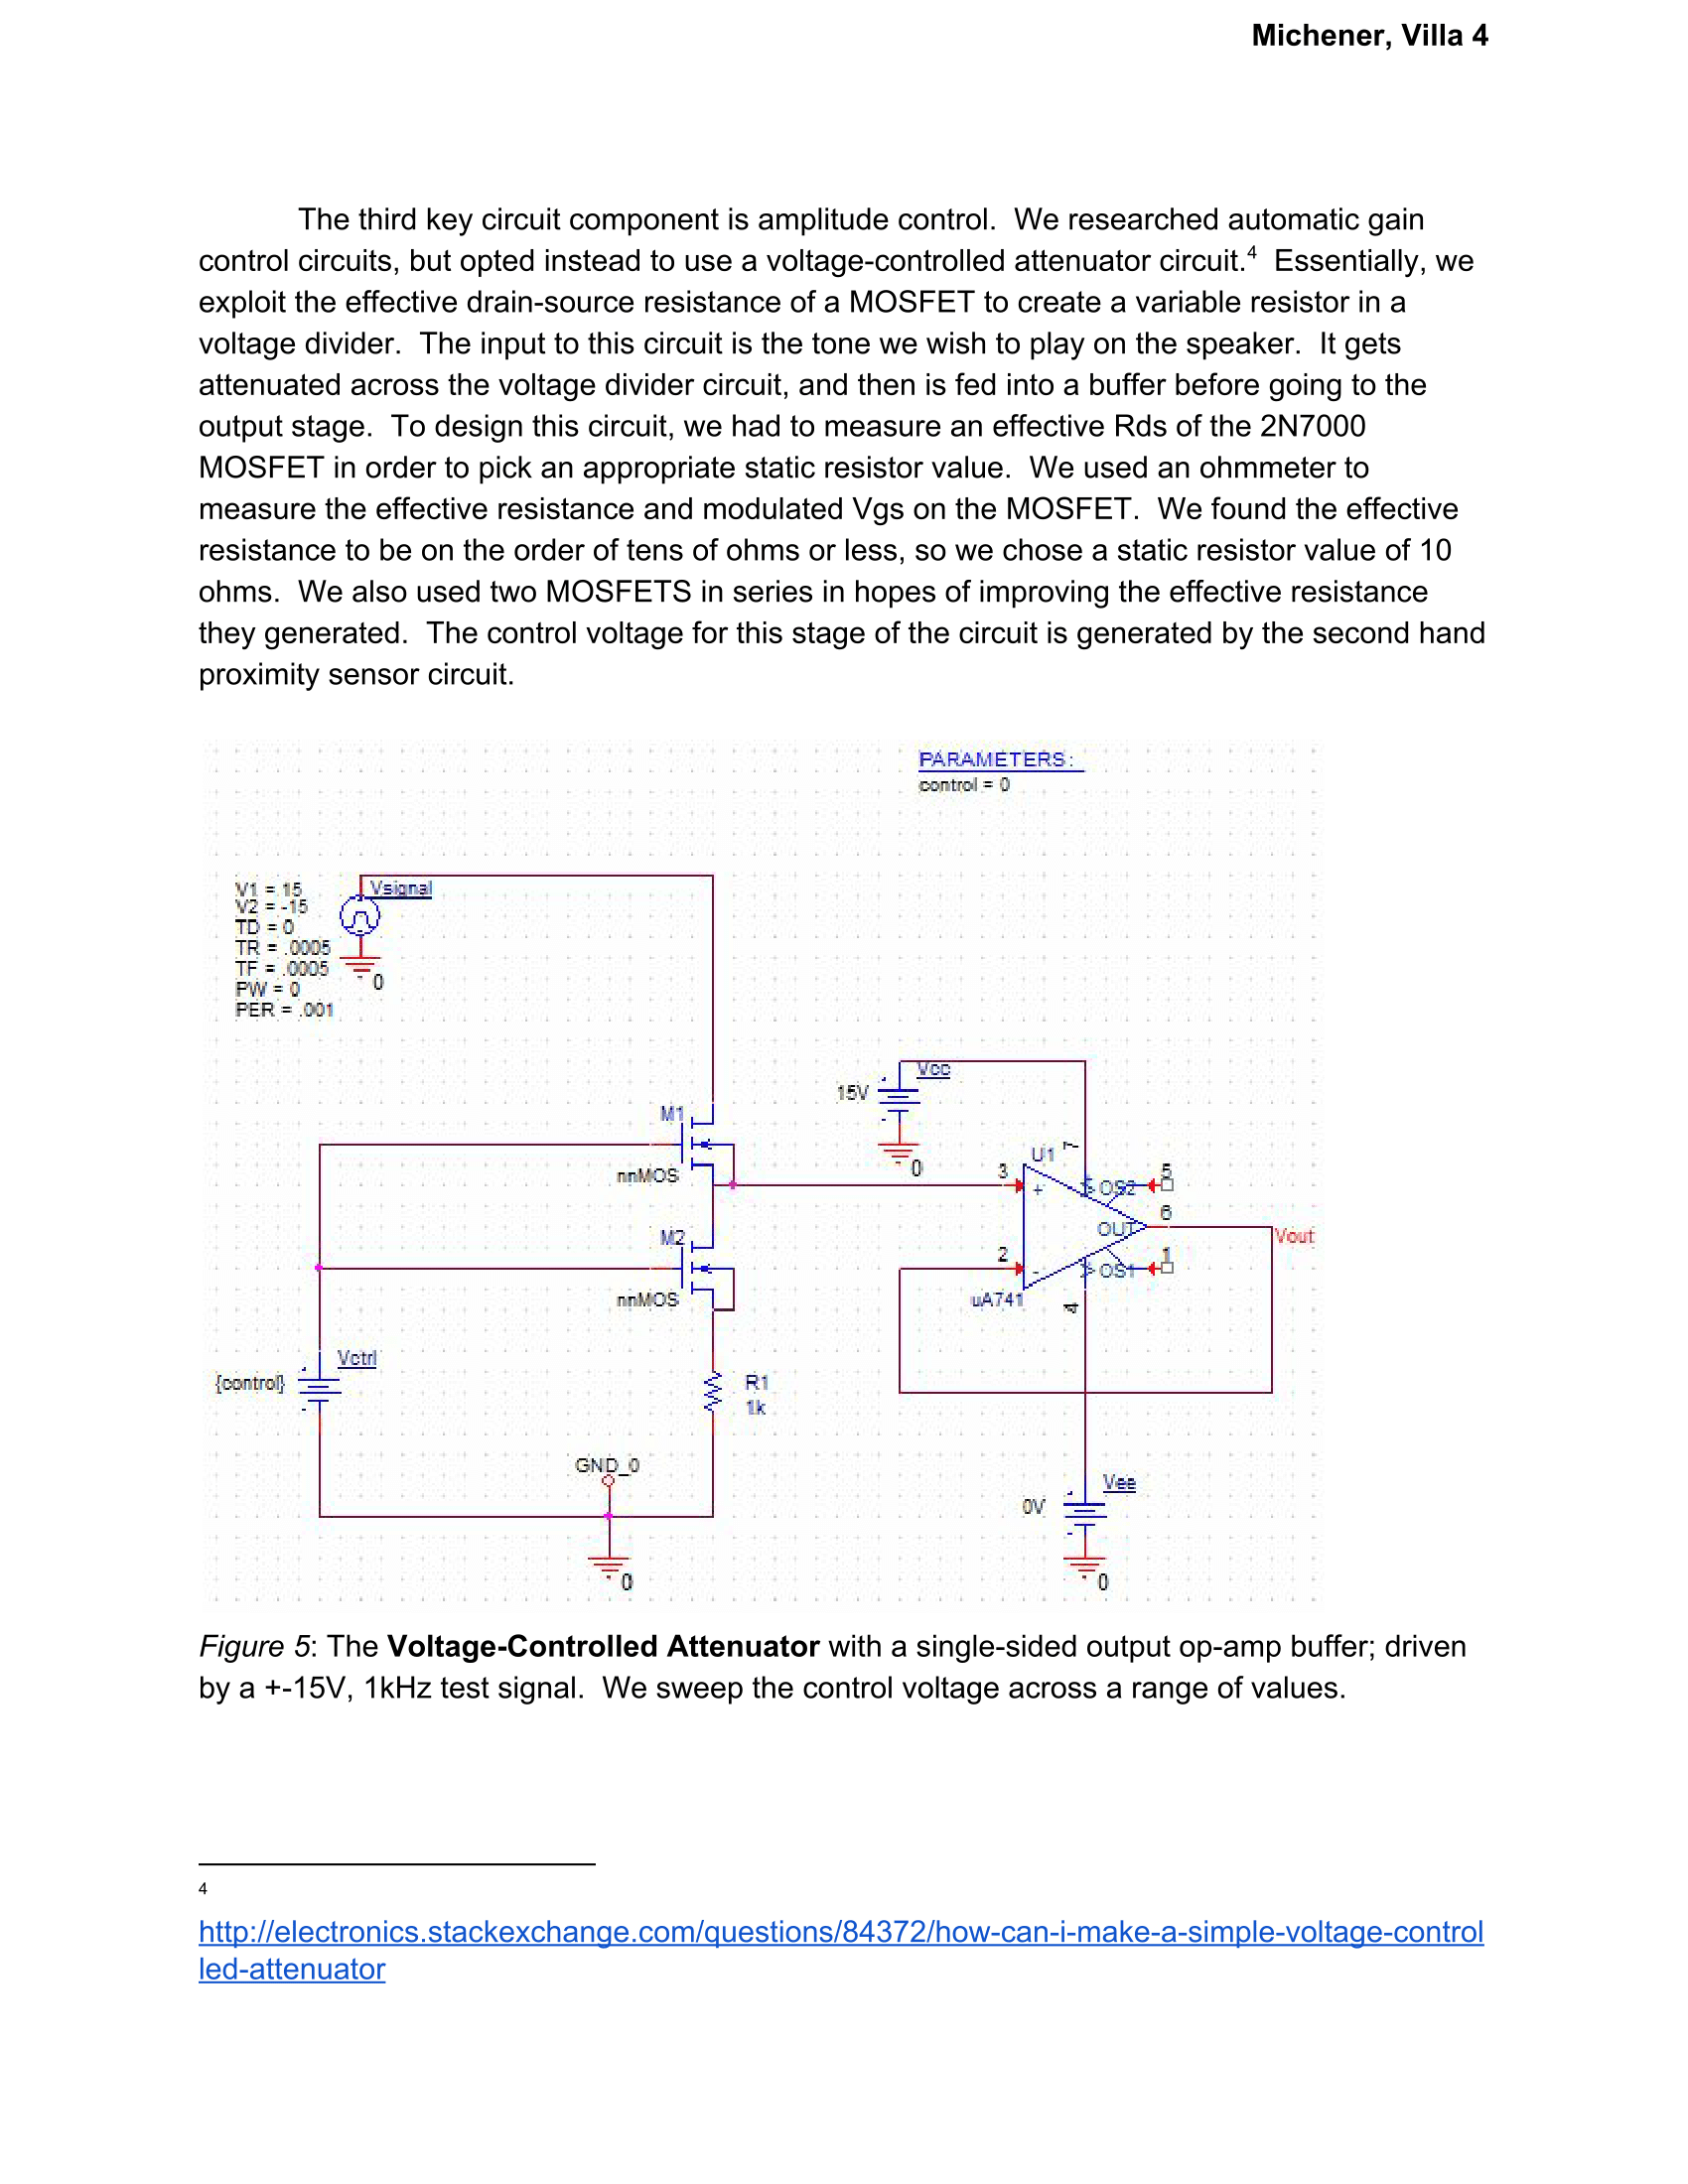 Michener, Villa 4
The third key circuit component is amplitude control.  We researched automatic gain
control circuits, but opted instead to use a voltage-controlled attenuator circuit.4  Essentially, we
exploit the effective drain-source resistance of a MOSFET to create a variable resistor in a
voltage divider.  The input to this circuit is the tone we wish to play on the speaker.  It gets
attenuated across the voltage divider circuit, and then is fed into a buffer before going to the
output stage.  To design this circuit, we had to measure an effective Rds of the 2N7000
MOSFET in order to pick an appropriate static resistor value.  We used an ohmmeter to
measure the effective resistance and modulated Vgs on the MOSFET.  We found the effective
resistance to be on the order of tens of ohms or less, so we chose a static resistor value of 10
ohms.  We also used two MOSFETS in series in hopes of improving the effective resistance
they generated.  The control voltage for this stage of the circuit is generated by the second hand
proximity sensor circuit.
PARAMETERS:
control = 0
V1 = 15
V2 = -15
TD = 0
TR = .0005
TF = .0005
PW = 0
PER = .001
Vsignal
0
Vcc
15V
0
M1
nnMOS
M2
nnMOS
U1
7
3
+
OS2
5
OUT
6
Vout
2
-
OS1
1
uA741
4
Vctrl
{control}
R1
1k
GND_0
0
Vee
0V
0
Figure 5: The Voltage-Controlled Attenuator with a single-sided output op-amp buffer; driven
by a +-15V, 1kHz test signal.  We sweep the control voltage across a range of values.
4
http://electronics.stackexchange.com/questions/84372/how-can-i-make-a-simple-voltage-control
led-attenuator